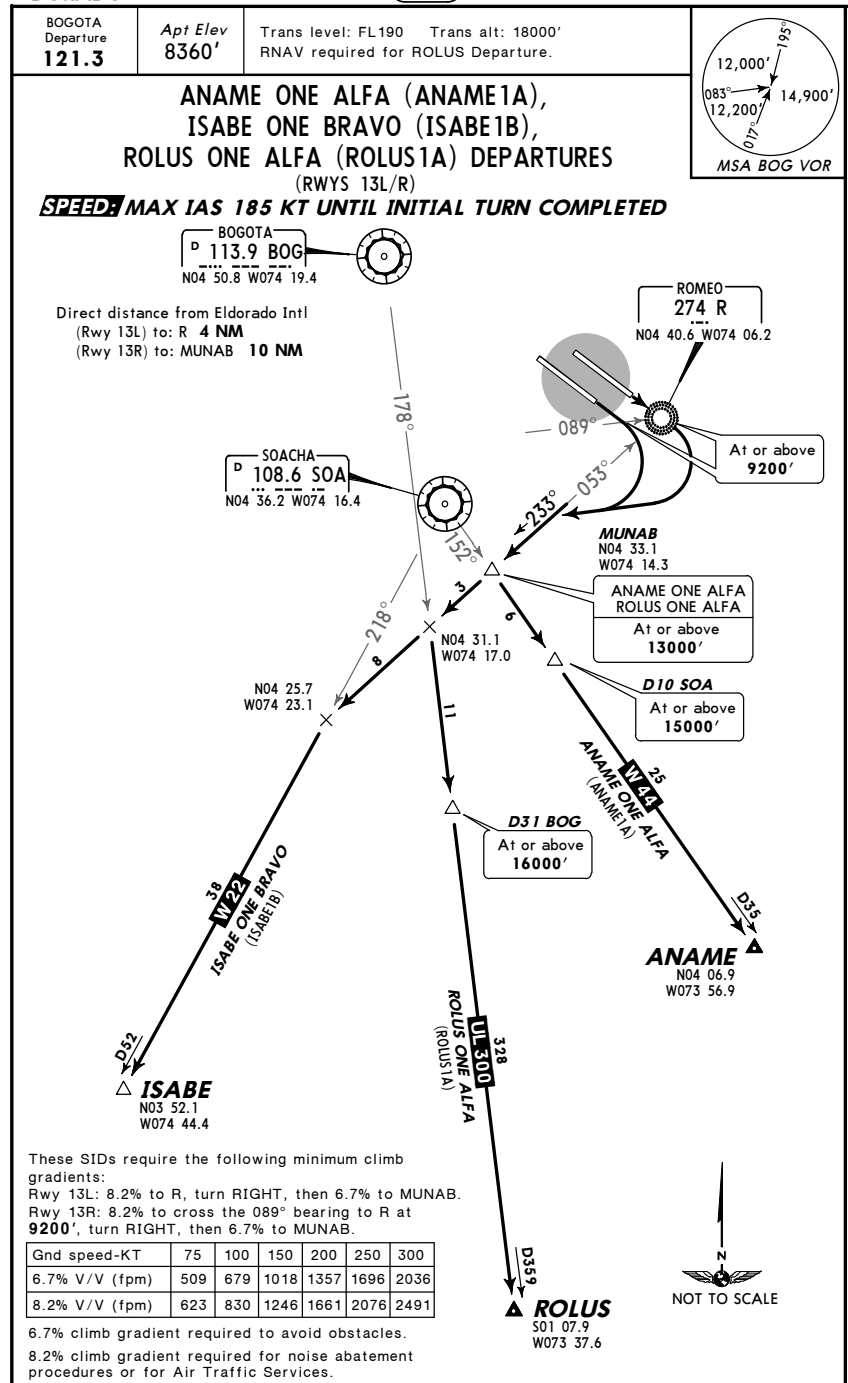 BOGOTA
Departure
121.3
Apt Elev
8360'
Trans level: FL190 Trans alt: 18000'
RNAV required for ROLUS Departure.
195°
12,000'
083°
12,200'
14,900'
017°
MSA BOG VOR
ANAME ONE ALFA (ANAME1A),
ISABE ONE BRAVO (ISABE1B),
ROLUS ONE ALFA (ROLUS1A) DEPARTURES
(RWYS 13L/R)
SPEED: MAX IAS 185 KT UNTIL INITIAL TURN COMPLETED
BOGOTA
D 113.9 BOG
N04 50.8 W074 19.4
Direct distance from Eldorado Intl
(Rwy 13L) to: R 4 NM
(Rwy 13R) to: MUNAB 10 NM
ROMEO
274 R
N04 40.6 W074 06.2
178°
089°
At or above
9200'
SOACHA
D 108.6 SOA
N04 36.2 W074 16.4
053°
233°
152°
MUNAB
N04 33.1
W074 14.3
ANAME ONE ALFA
ROLUS ONE ALFA
At or above
13000'
3
6
218°
N04 31.1
W074 17.0
8
D10 SOA
At or above
15000'
N04 25.7
W074 23.1
11
25
W 44
ANAME ONE ALFA
(ANAME1A)
D31 BOG
At or above
16000'
38
W 22
ISABE ONE BRAVO
(ISABE1B)
D35
ANAME
N04 06.9
W073 56.9
328
UL 300
ROLUS ONE ALFA
(ROLUS1A)
D52
ISABE
N03 52.1
W074 44.4
These SIDs require the following minimum climb
gradients:
Rwy 13L: 8.2% to R, turn RIGHT, then 6.7% to MUNAB.
Rwy 13R: 8.2% to cross the 089° bearing to R at
9200', turn RIGHT, then 6.7% to MUNAB.
Gnd speed-KT 75 100 150 200 250 300
6.7% V/V (fpm) 509 679 1018 1357 1696 2036
8.2% V/V (fpm) 623 830 1246 1661 2076 2491
6.7% climb gradient required to avoid obstacles.
8.2% climb gradient required for noise abatement
procedures or for Air Traffic Services.
D359
ROLUS
S01 07.9
W073 37.6
N
NOT TO SCALE